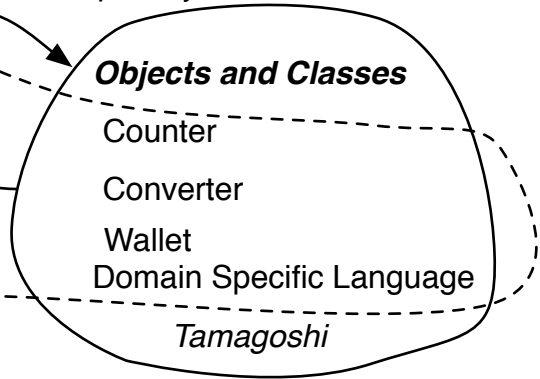 Objects and Classes
Counter
Converter
Wallet
Domain Specific Language
Tamagoshi